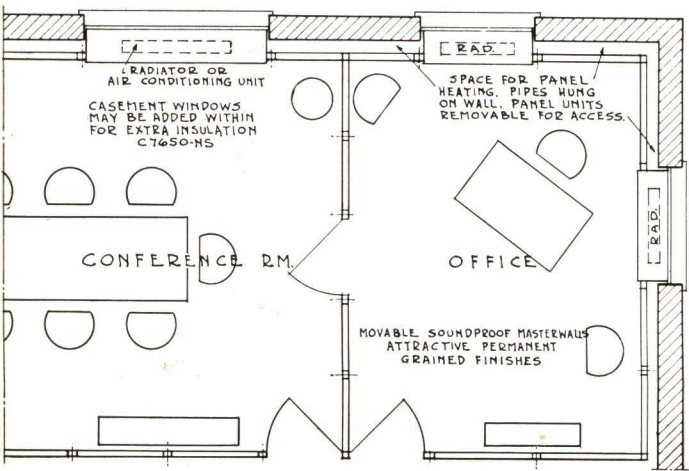 RADIATOR OR
AIR CONDITIONING UNIT
CASEMENT WINDOWS
MAY BE ADDED WITHIN
FOR EXTRA INSULATION
C7650-NS
RAD.
SPACE FOR PANEL
HEATING. PIPES HUNG
ON WALL. PANEL UNITS
REMOVABLE FOR ACCESS.
RAD.
CONFERENCE RM.
OFFICE
MOVABLE SOUNDPROOF MASTERWALLS
ATTRACTIVE PERMANENT
GRAINED FINISHES